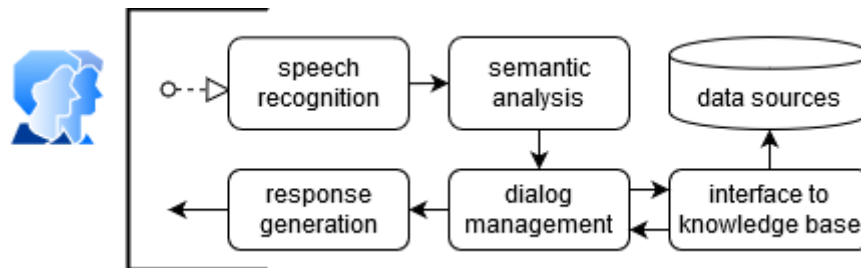 speech
recognition
semantic
analysis
data sources
response
generation
dialog
management
interface to
knowledge base